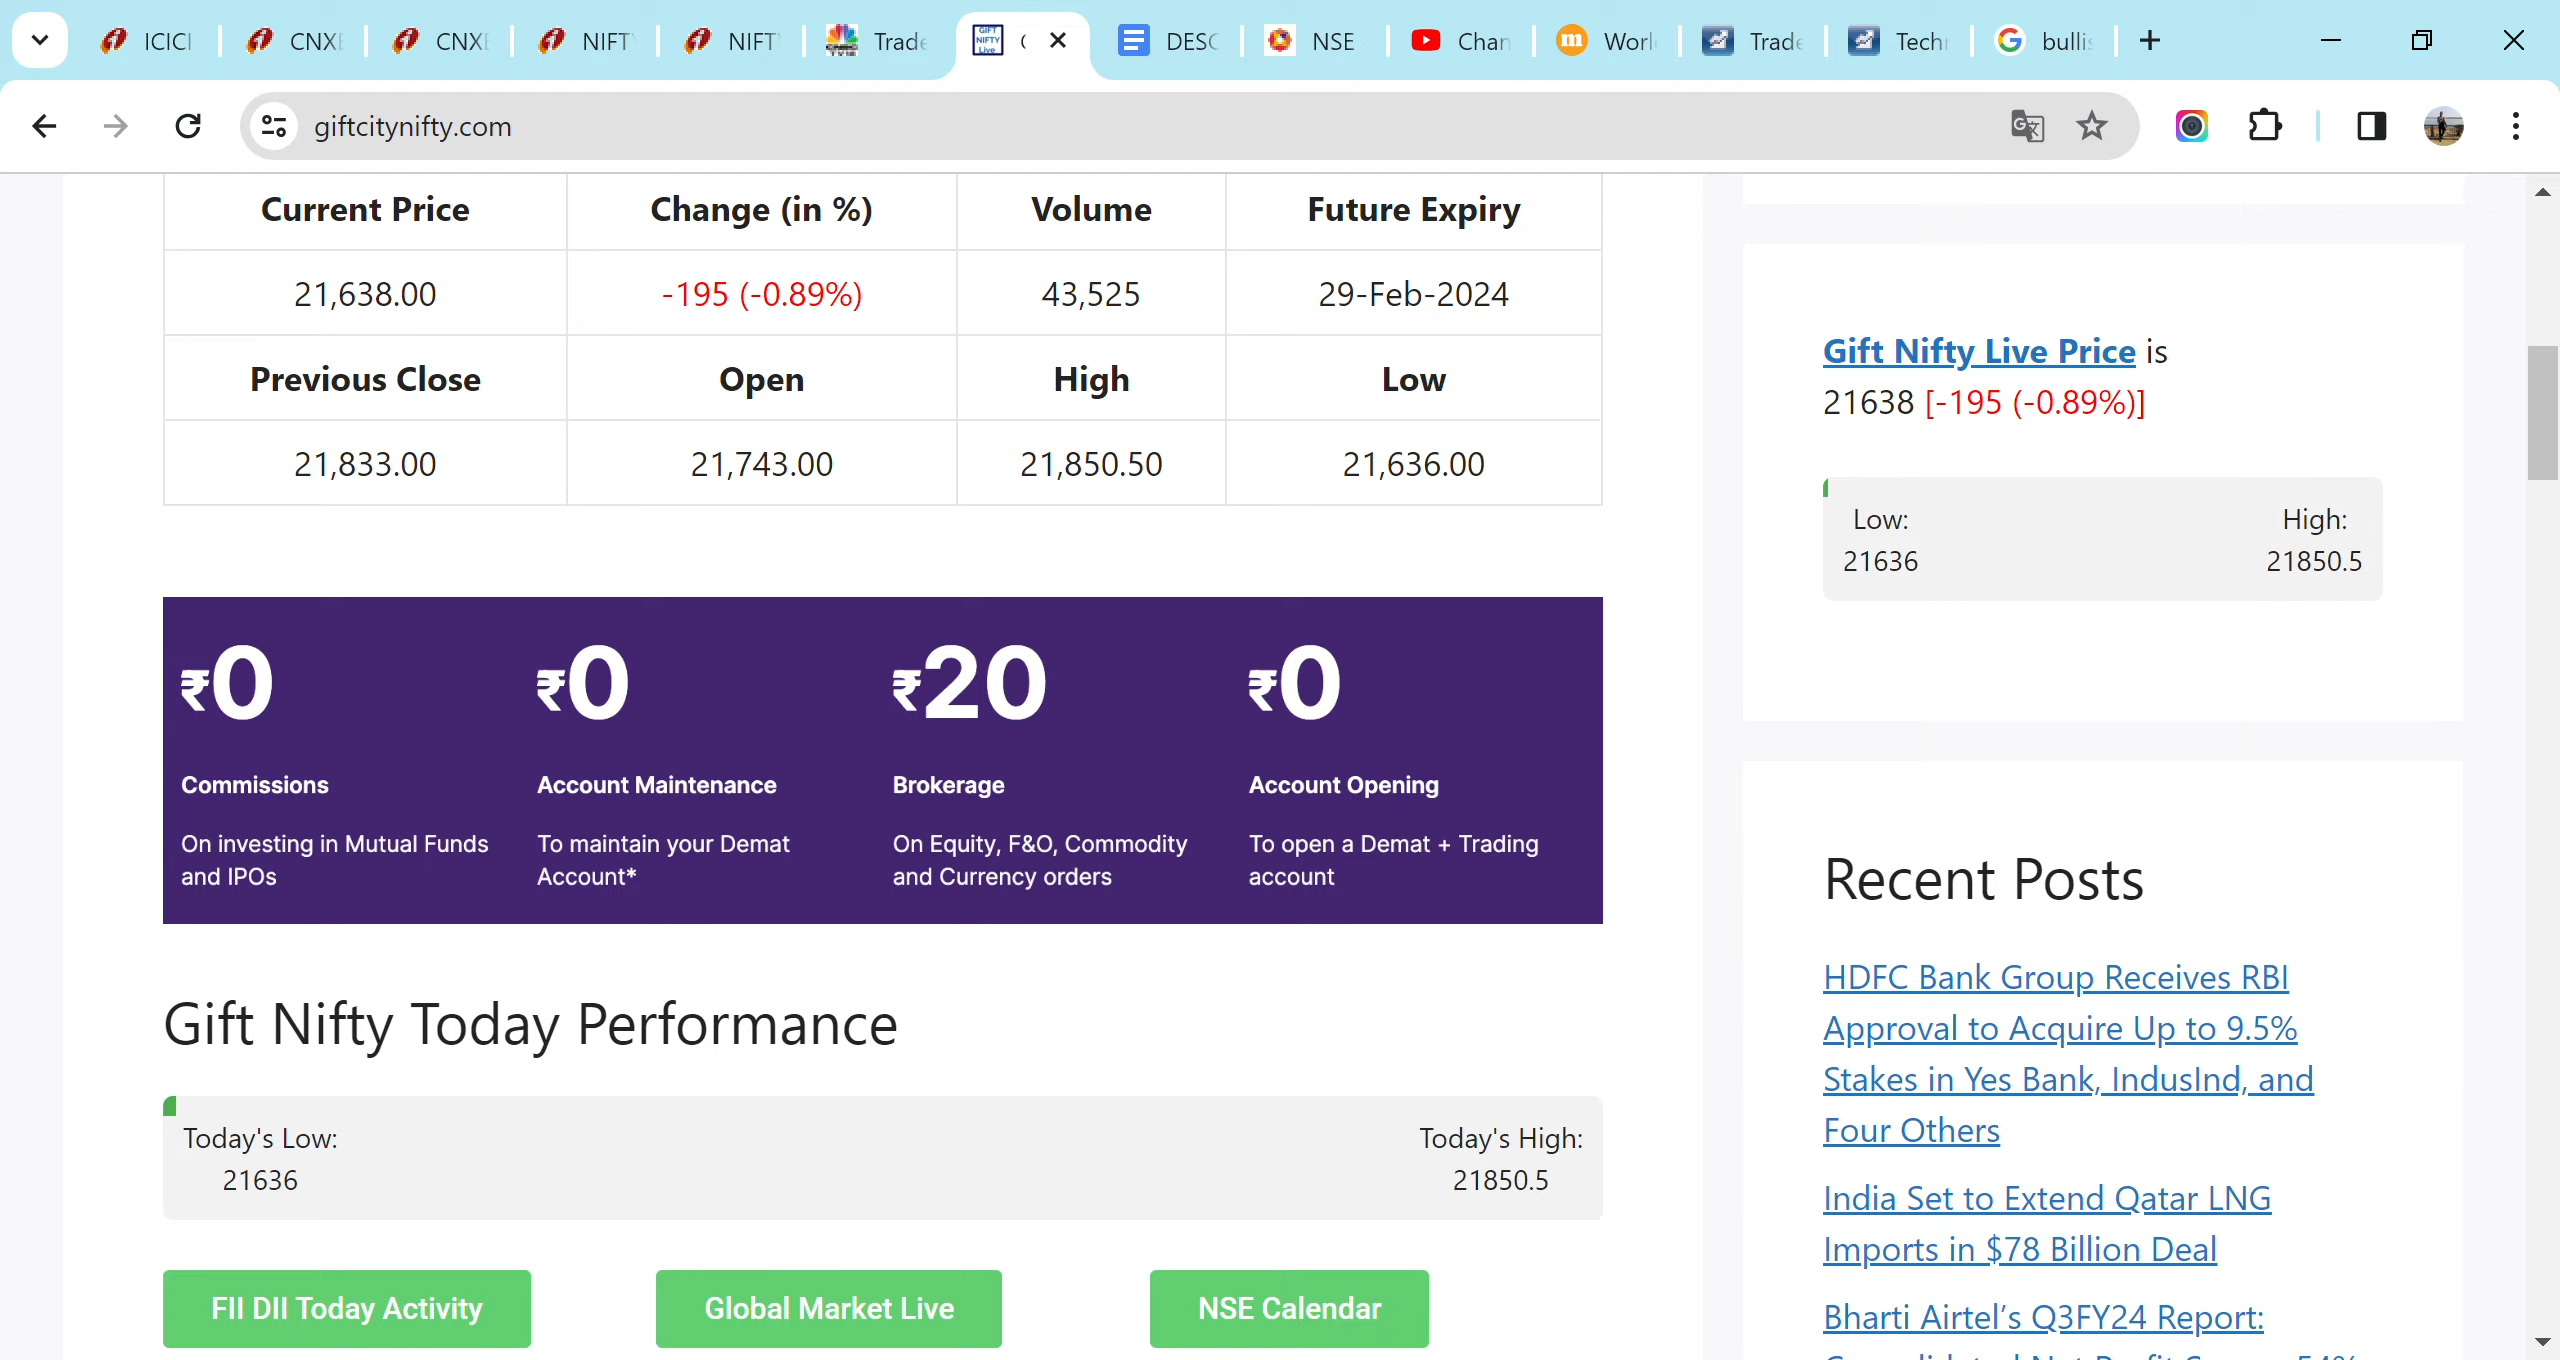 ICICI
CNX
CNX
NIFT
NIFT
Trade
GIFT
NIFTY
Live
DESC
NSE
Chan
Worl
Trade
Tech
bullis
giftcitynifty.com
Current Price Change (in %) Volume Future Expiry
21,638.00 -195 (-0.89%) 43,525 29-Feb-2024
Previous Close Open High Low
21,833.00 21,743.00 21,850.50 21,636.00
₹0 ₹0 ₹20 ₹0
Commissions Account Maintenance Brokerage Account Opening
On investing in Mutual Funds To maintain your Demat On Equity, F&O, Commodity To open a Demat + Trading
and IPOs Account* and Currency orders account
Gift Nifty Today Performance
Today's Low: Today's High:
21636 21850.5
FII DII Today Activity Global Market Live NSE Calendar
Gift Nifty Live Price is
21638 [-195 (-0.89%)]
Low: High:
21636 21850.5
Recent Posts
HDFC Bank Group Receives RBI
Approval to Acquire Up to 9.5%
Stakes in Yes Bank, IndusInd, and
Four Others
India Set to Extend Qatar LNG
Imports in $78 Billion Deal
Bharti Airtel’s Q3FY24 Report: